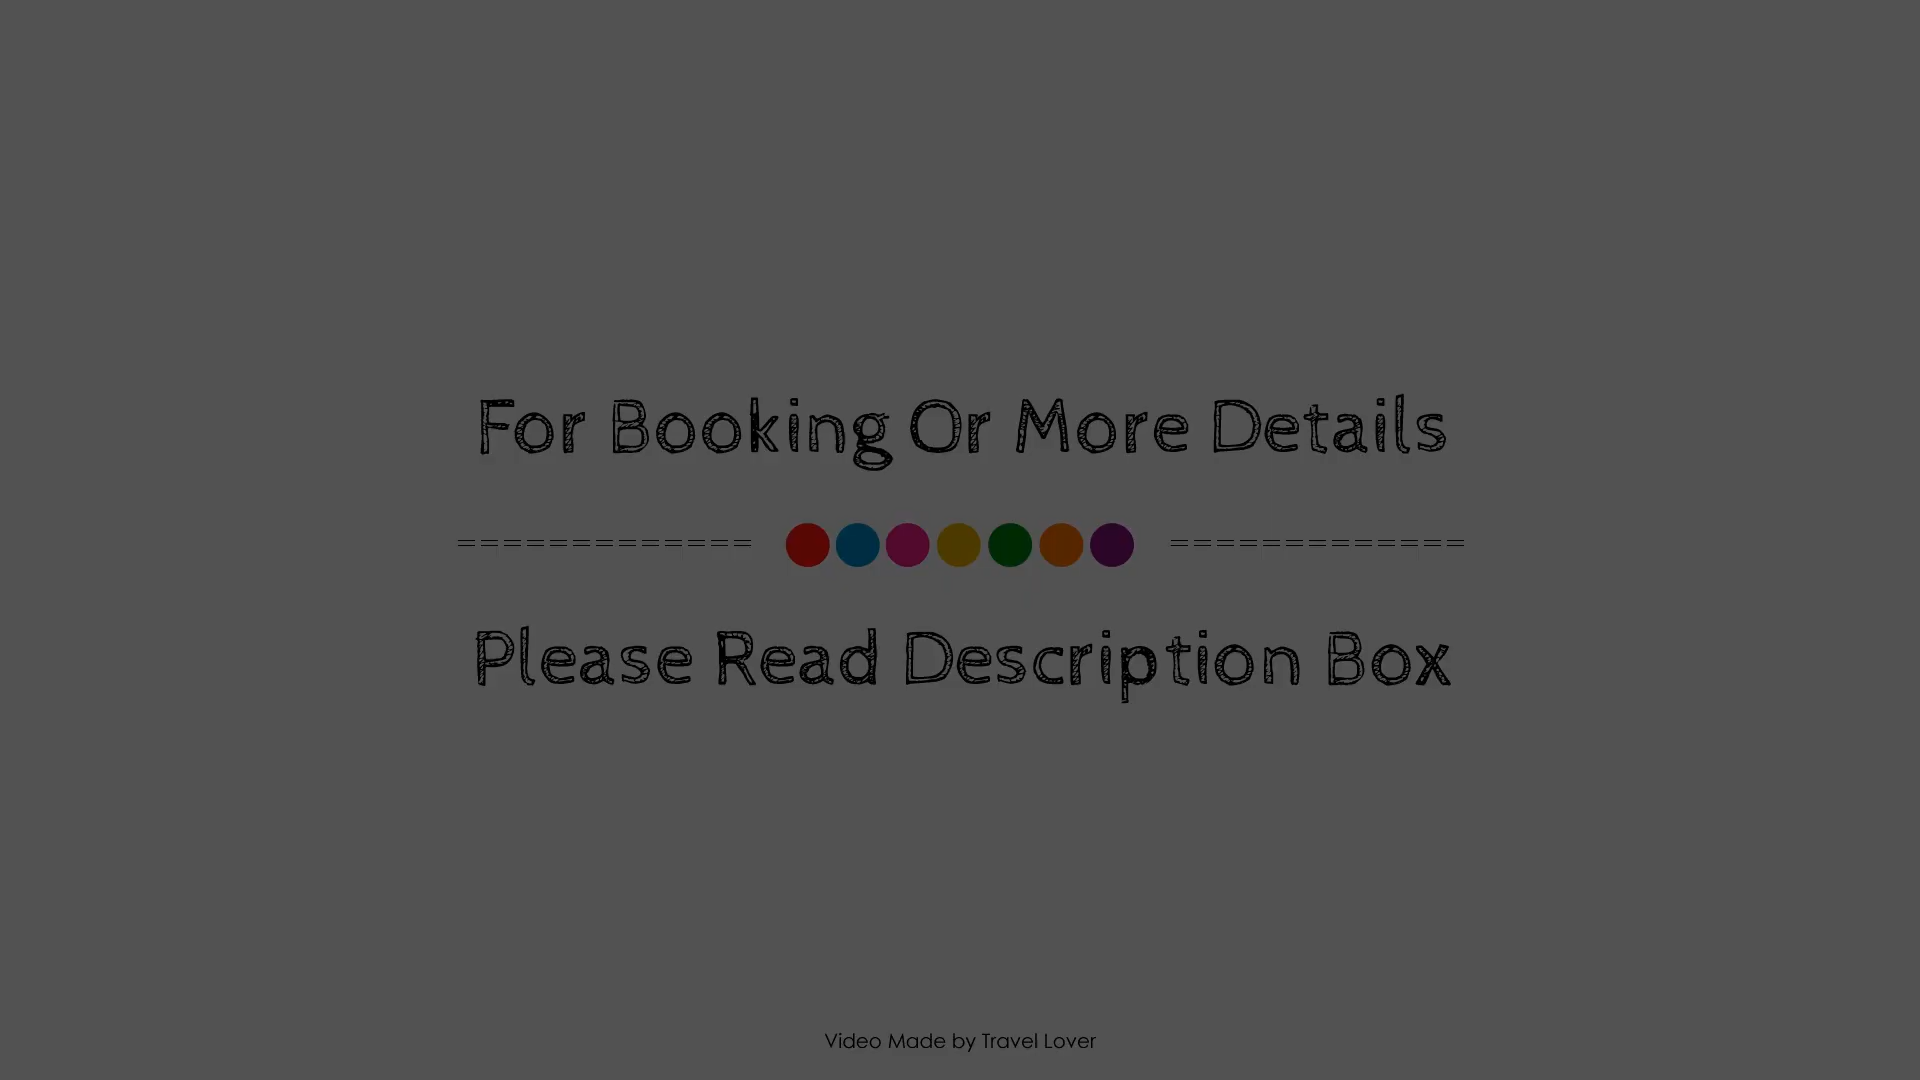 For Booking Or More Details
============= =============
Please Read Description Box
Video Made by Travel Lover